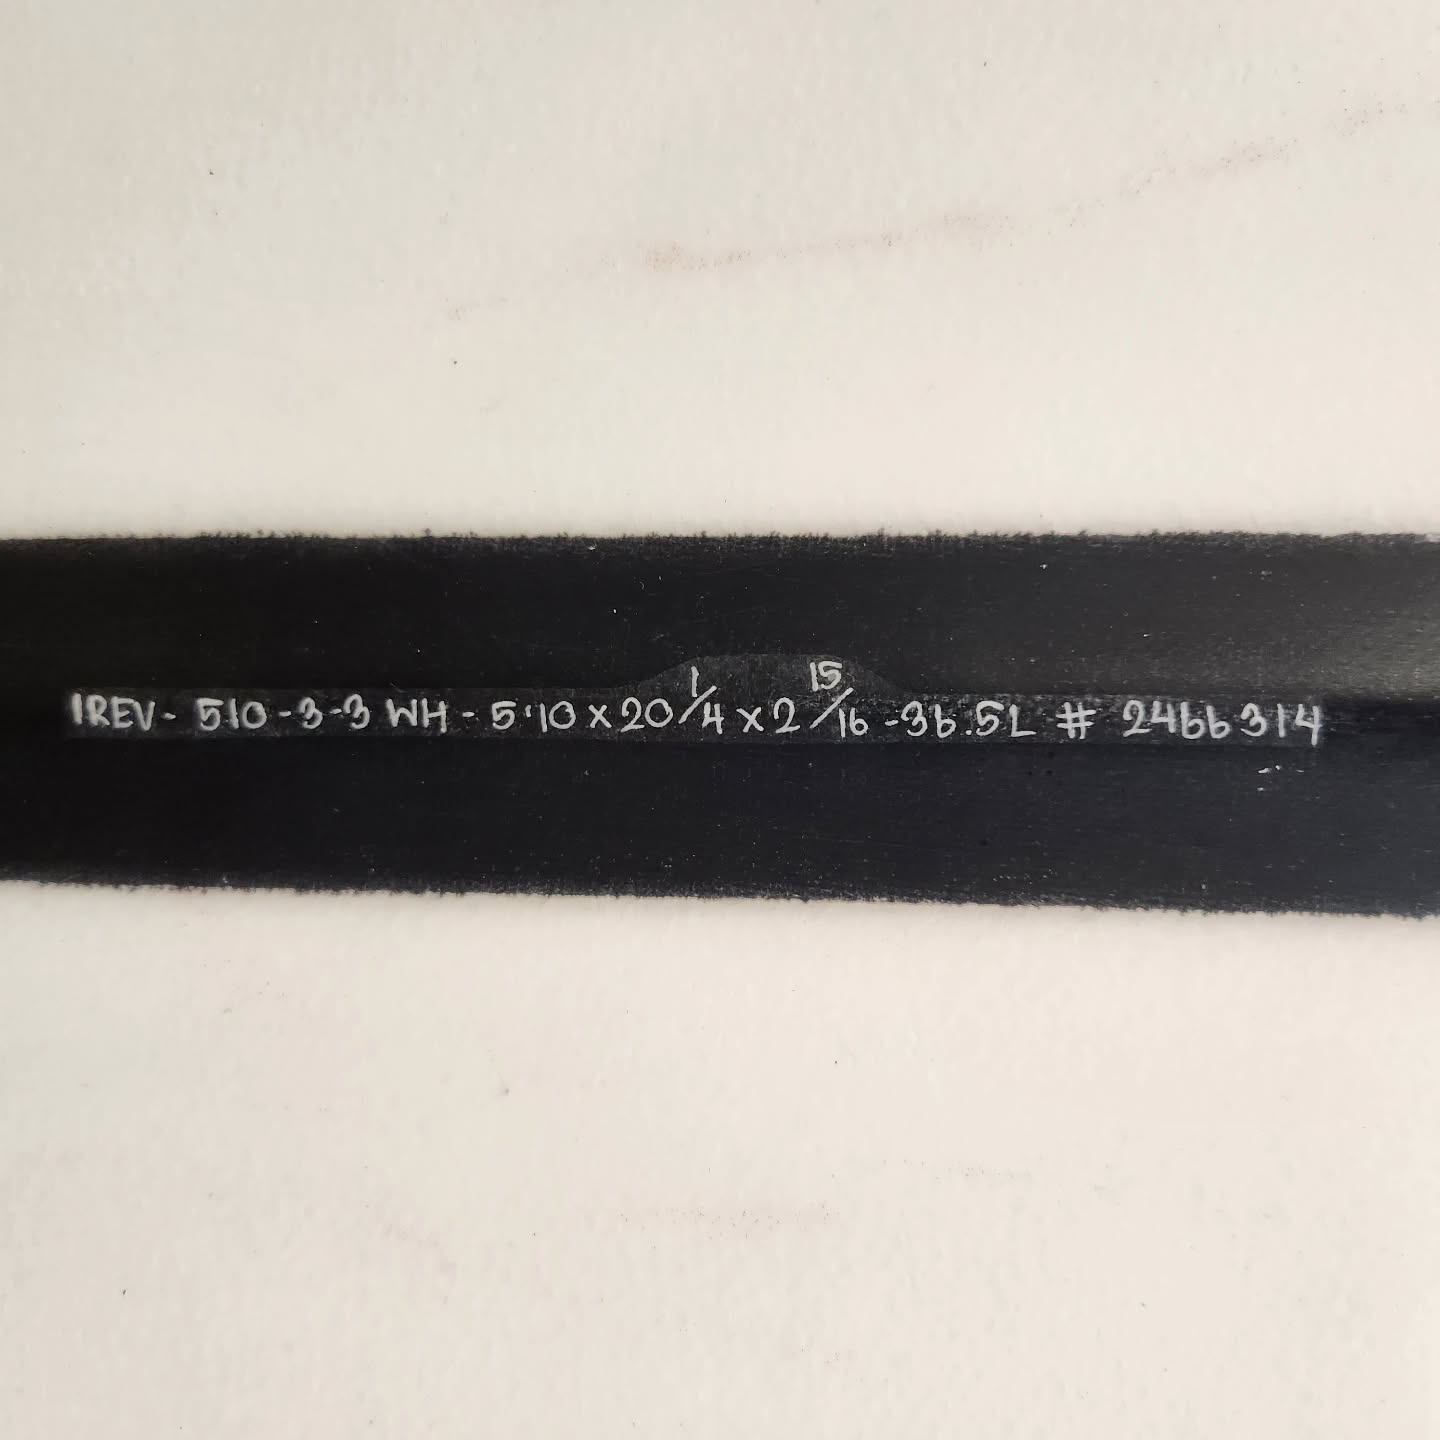 IREV- 510-3-3 WH - 5'10 x 20 1/4 x 2 15/16 -36.5L # 2466314